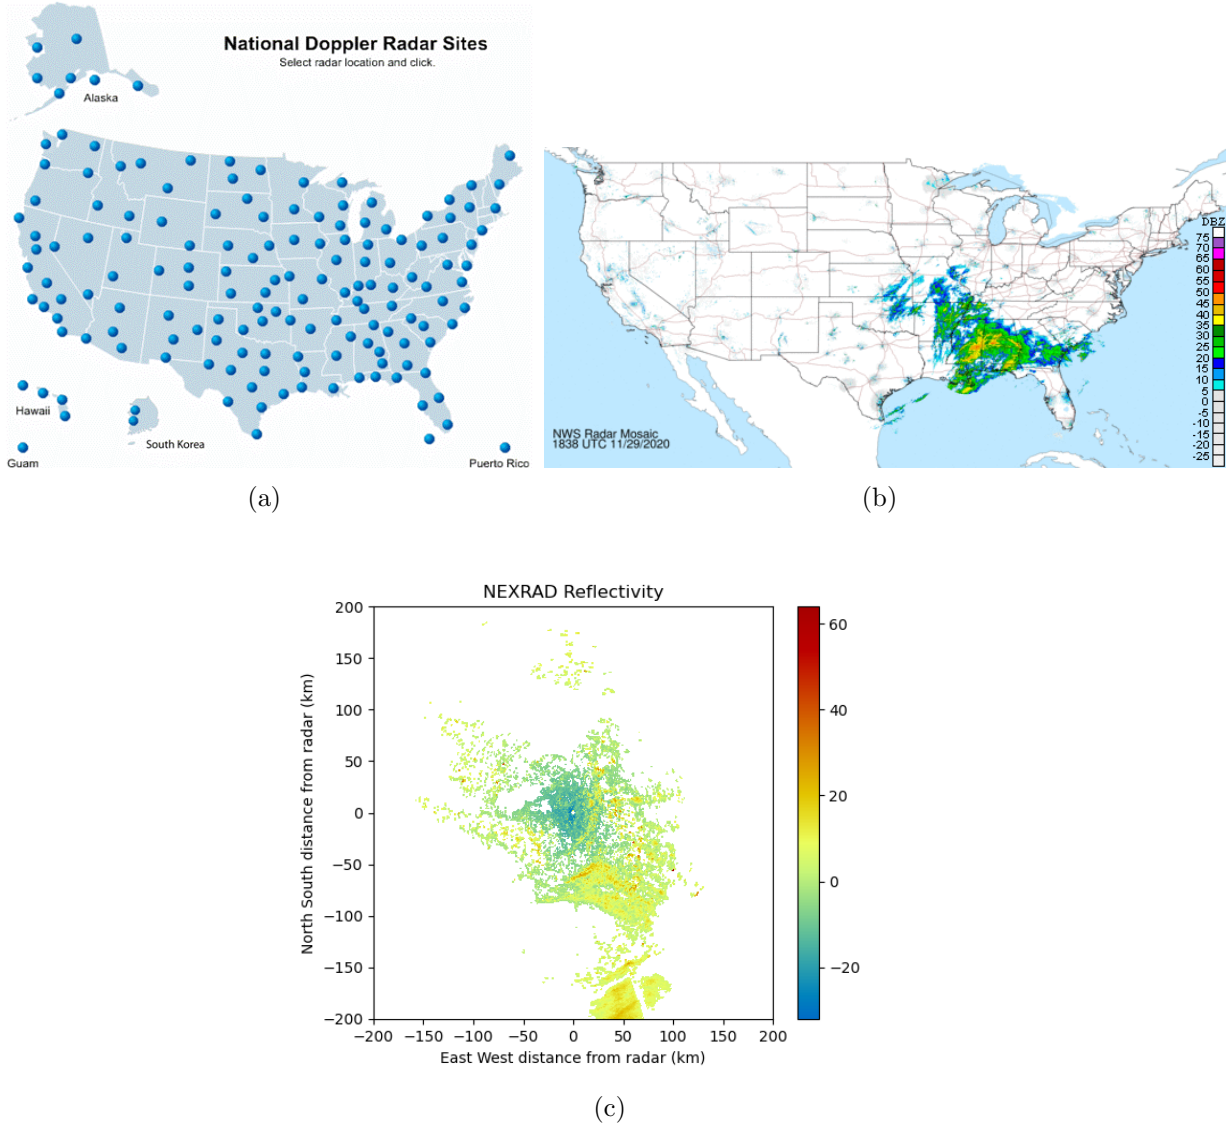 National Doppler Radar Sites
Select radar location and click.
Alaska
Hawaii
South Korea
Guam
Puerto Rico
(a)
DBZ
75
70
65
60
55
50
45
40
35
30
25
20
15
10
5
0
-5
-10
-15
-20
-25
NWS Radar Mosaic
1838 UTC 11/29/2020
(b)
NEXRAD Reflectivity
North South distance from radar (km)
200
150
100
50
0
−50
−100
−150
−200
−200 −150 −100 −50 0 50 100 150 200
East West distance from radar (km)
60
40
20
0
−20
(c)